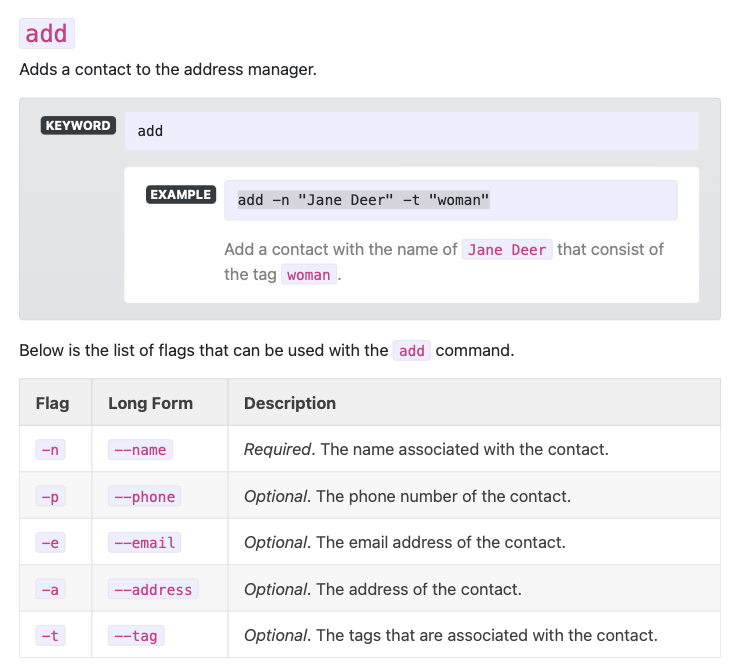 add
Adds a contact to the address manager.
KEYWORD
add
EXAMPLE
add -n "Jane Deer" -t "woman"
Add a contact with the name of Jane Deer that consist of
the tag woman.
Below is the list of flags that can be used with the add command.
Flag Long Form Description
-n --name Required. The name associated with the contact.
-p --phone Optional. The phone number of the contact.
-e --email Optional. The email address of the contact.
-a --address Optional. The address of the contact.
-t --tag Optional. The tags that are associated with the contact.